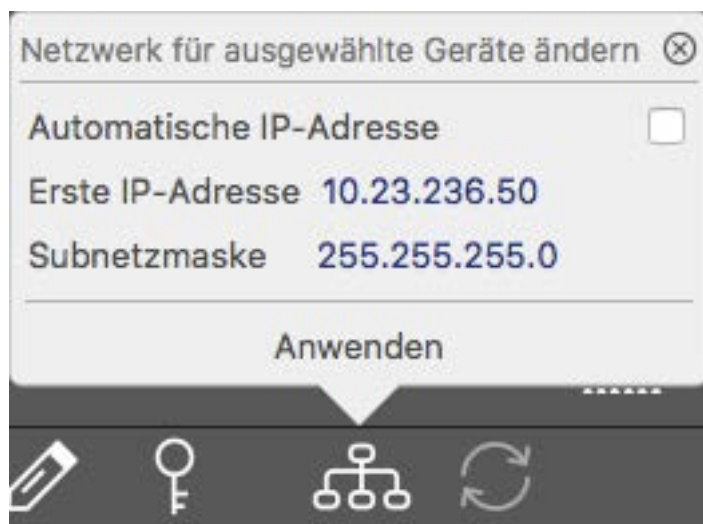 Netzwerk für ausgewählte Geräte ändern
Automatische IP-Adresse
Erste IP-Adresse 10.23.236.50
Subnetzmaske 255.255.255.0
Anwenden